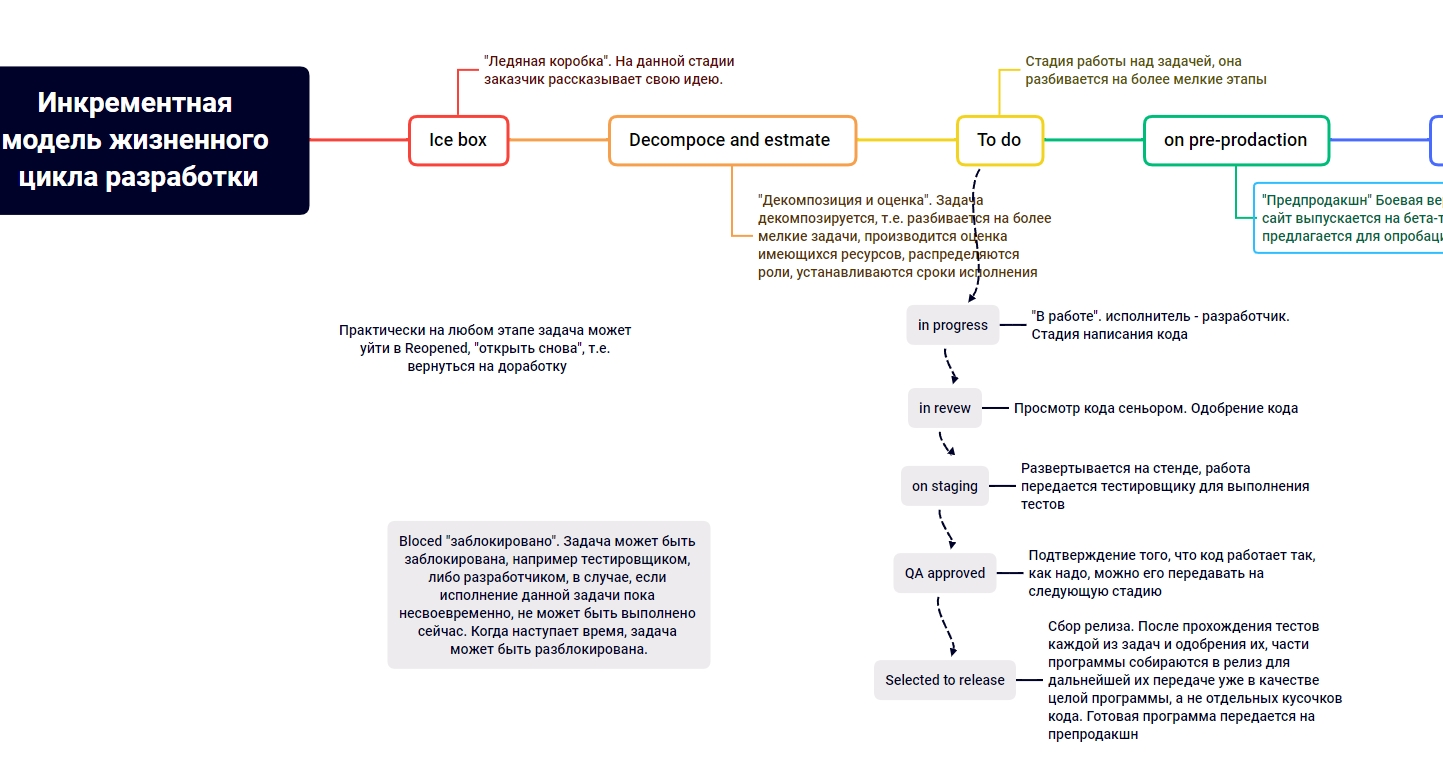 Инкрементная
модель жизненного
цикла разработки
"Ледяная коробка". На данной стадии
заказчик рассказывает свою идею.
Ice box
Decompoce and estmate
"Декомпозиция и оценка". Задача
декомпозируется, т.е. разбивается на более
мелкие задачи, производится оценка
имеющихся ресурсов, распределяются
роли, устанавливаются сроки исполнения
Стадия работы над задачей, она
разбивается на более мелкие этапы
To do
on pre-prodaction
"Предпродакшн" Боевая
сайт выпускается на
предлагается для
in progress
"В работе". исполнитель - разработчик.
Стадия написания кода
in revew
Просмотр кода сеньором. Одобрение кода
on staging
Развертывается на стенде, работа
передается тестировщику для выполнения
тестов
QA approved
Подтверждение того, что код работает так,
как надо, можно его передавать на
следующую стадию
Selected to release
Сбор релиза. После прохождения тестов
каждой из задач и одобрения их, части
программы собираются в релиз для
дальнейшей их передаче уже в качестве
целой программы, а не отдельных кусочков
кода. Готовая программа передается на
препродакшн
Практически на любом этапе задача может
уйти в Reopened, "открыть снова", т.е.
вернуться на доработку
Bloced "заблокировано". Задача может быть
заблокирована, например тестировщиком,
либо разработчиком, в случае, если
исполнение данной задачи пока
несвоевременно, не может быть выполнено
сейчас. Когда наступает время, задача
может быть разблокирована.